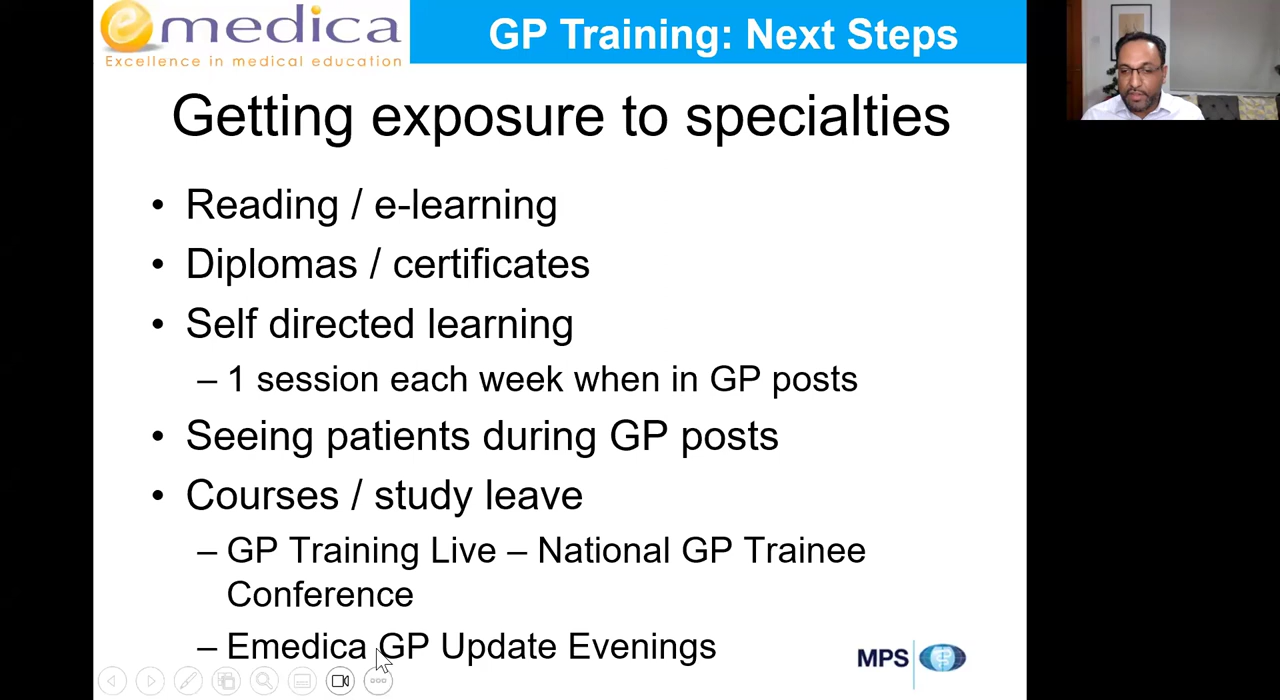 emedica
Excellence in medical education
GP Training: Next Steps
Getting exposure to specialties
• Reading / e-learning
• Diplomas / certificates
• Self directed learning
– 1 session each week when in GP posts
• Seeing patients during GP posts
• Courses / study leave
– GP Training Live – National GP Trainee
Conference
– Emedica GP Update Evenings
MPS